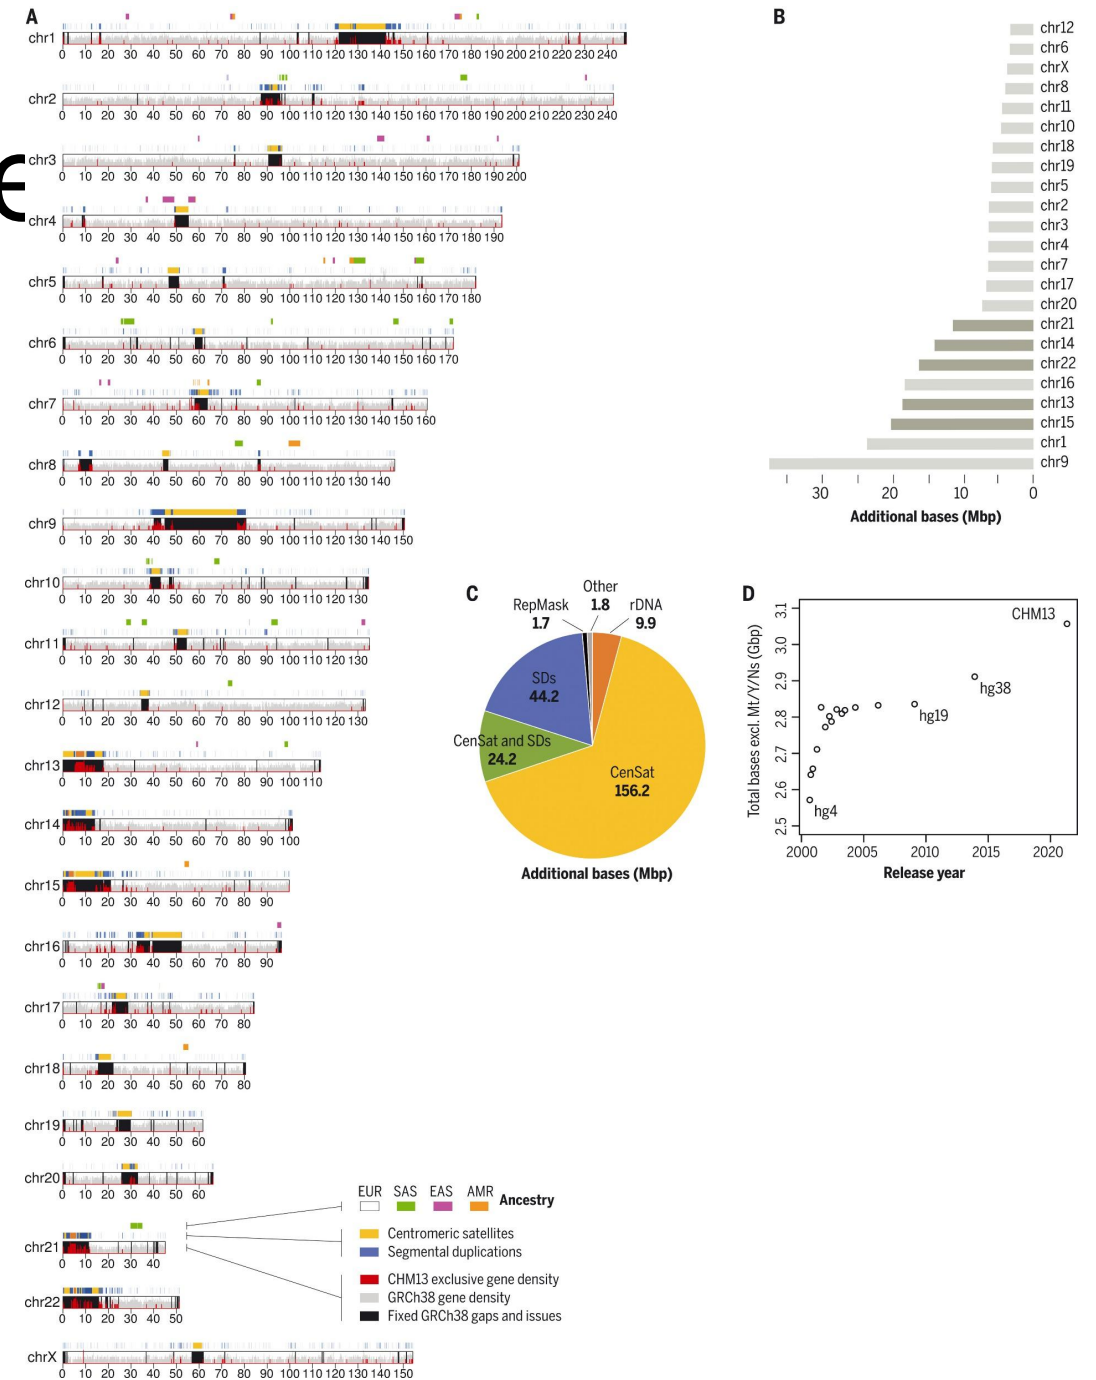 A
chr1
0 10 20 30 40 50 60 70 80 90 100 110 120 130 140 150 160 170 180 190 200 210 220 230 240
chr2
0 10 20 30 40 50 60 70 80 90 100 110 120 130 140 150 160 170 180 190 200 210 220 230 240
chr3
0 10 20 30 40 50 60 70 80 90 100 110 120 130 140 150 160 170 180 190 200
Є
chr4
0 10 20 30 40 50 60 70 80 90 100 110 120 130 140 150 160 170 180 190
chr5
0 10 20 30 40 50 60 70 80 90 100 110 120 130 140 150 160 170 180
chr6
0 10 20 30 40 50 60 70 80 90 100 110 120 130 140 150 160 170
chr7
0 10 20 30 40 50 60 70 80 90 100 110 120 130 140 150 160
chr8
0 10 20 30 40 50 60 70 80 90 100 110 120 130 140
chr9
0 10 20 30 40 50 60 70 80 90 100 110 120 130 140 150
chr10
0 10 20 30 40 50 60 70 80 90 100 110 120 130
chr11
0 10 20 30 40 50 60 70 80 90 100 110 120 130
chr12
0 10 20 30 40 50 60 70 80 90 100 110 120 130
chr13
0 10 20 30 40 50 60 70 80 90 100 110
chr14
0 10 20 30 40 50 60 70 80 90 100
chr15
0 10 20 30 40 50 60 70 80 90
chr16
0 10 20 30 40 50 60 70 80 90
chr17
0 10 20 30 40 50 60 70 80
chr18
0 10 20 30 40 50 60 70 80
chr19
0 10 20 30 40 50 60
chr20
0 10 20 30 40 50 60
chr21
0 10 20 30 40
chr22
0 10 20 30 40 50
chrX
0 10 20 30 40 50 60 70 80 90 100 110 120 130 140 150
EUR SAS EAS AMR Ancestry
Centromeric satellites
Segmental duplications
CHM13 exclusive gene density
GRCh38 gene density
Fixed GRCh38 gaps and issues
B
chr12
chr6
chrX
chr8
chr11
chr10
chr18
chr19
chr5
chr2
chr3
chr4
chr7
chr17
chr20
chr21
chr14
chr22
chr16
chr13
chr15
chr1
chr9
30 20 10 0
Additional bases (Mbp)
C
Other
1.8
RepMask
1.7
rDNA
9.9
SDs
44.2
CenSat and SDs
24.2
CenSat
156.2
Additional bases (Mbp)
D
Total bases excl. Mt/Y/Ns (Gbp)
3.1
3.0
2.9
2.8
2.7
2.6
2.5
CHM13
hg38
hg19
hg4
2000 2005 2010 2015 2020
Release year